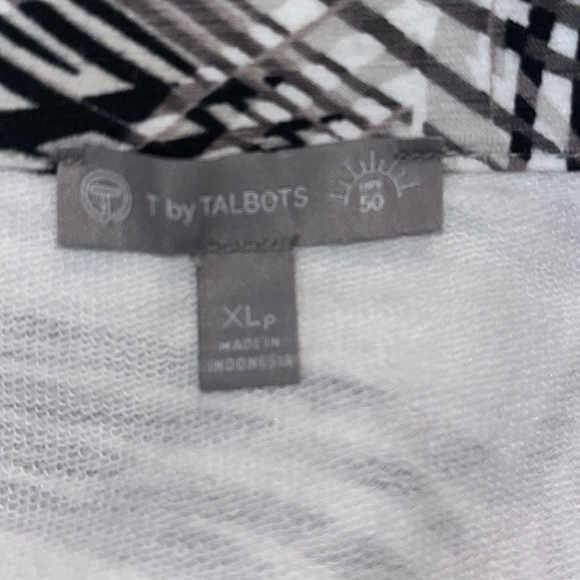 T by TALBOTS
UPF
50
XLP
MADE IN
INDONESIA